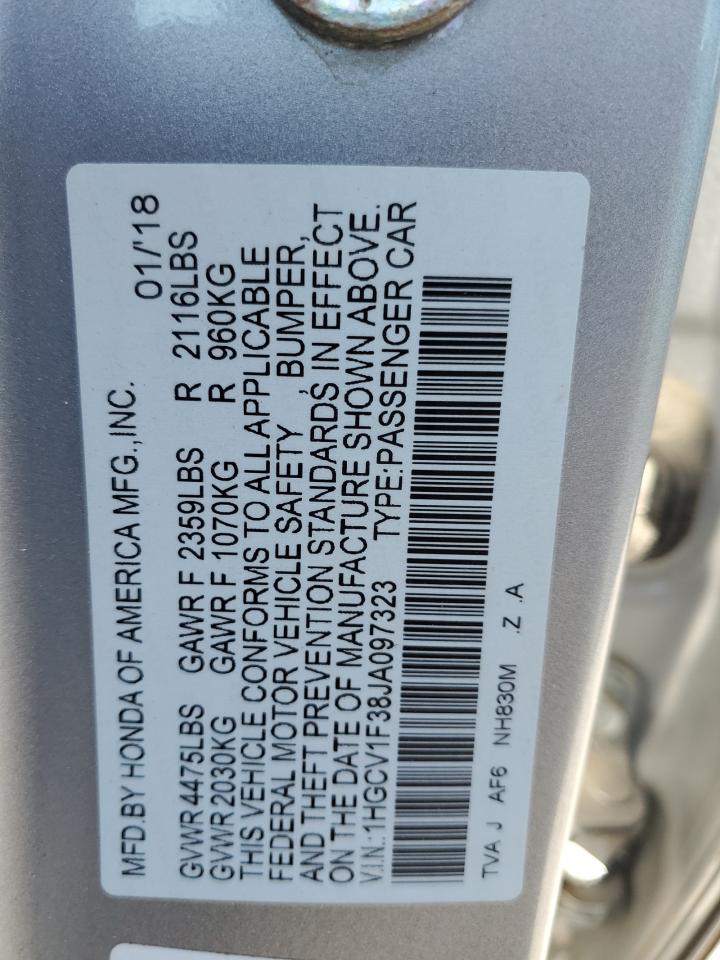 MFD.BY HONDA OF AMERICA MFG.,INC. 01/'18
GVWR 4475LBS GAWR F 2359LBS R 2116LBS
GVWR 2030KG GAWR F 1070KG R 960KG
THIS VEHICLE CONFORMS TO ALL APPLICABLE
FEDERAL MOTOR VEHICLE SAFETY , BUMPER,
AND THEFT PREVENTION STANDARDS, IN EFFECT
ON THE DATE OF MANUFACTURE SHOWN ABOVE.
V.I.N.:1HGCV1F38JA097323 TYPE:PASSENGER CAR
TVA J AF6 NH830M .Z .A